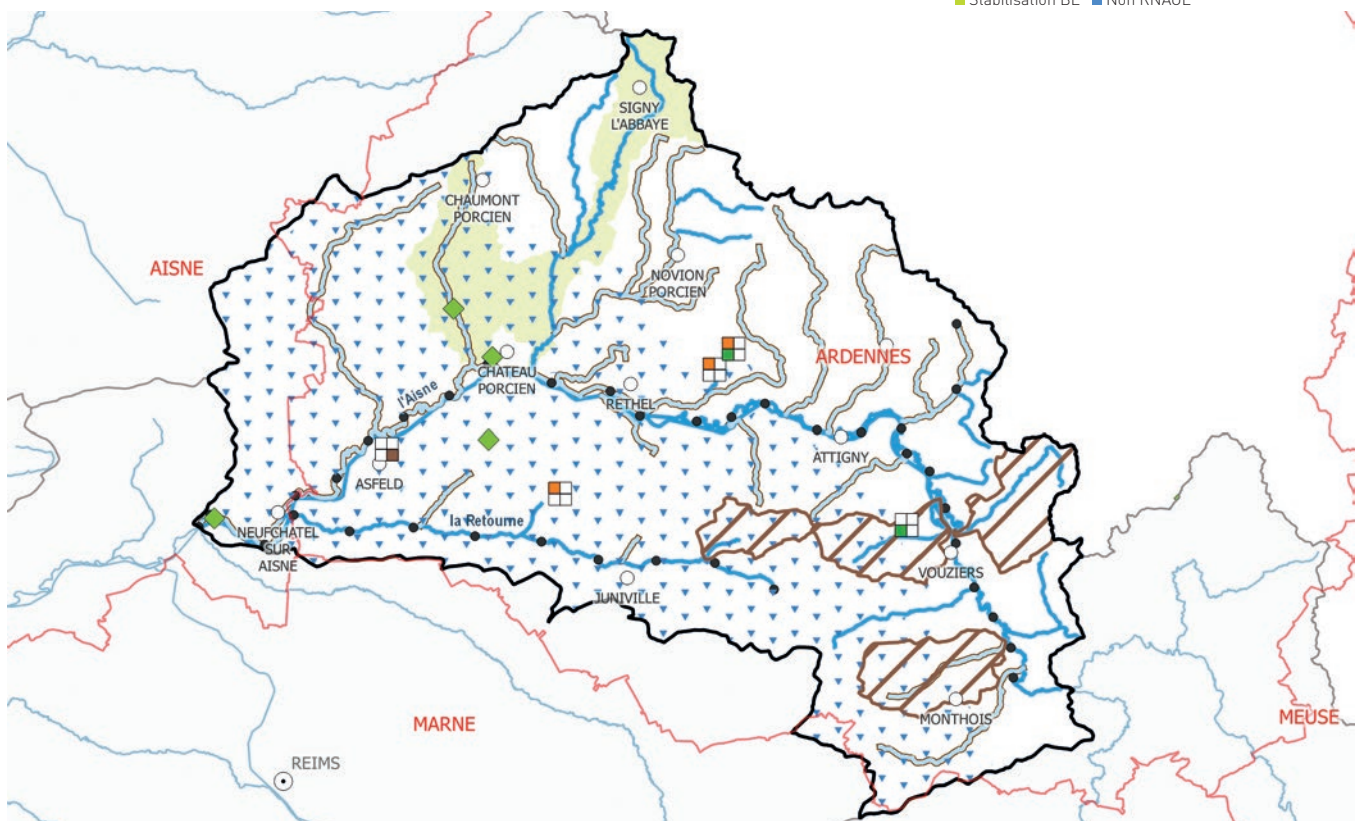 Stabilisation BE Non RNAOE
SIGNY
L'ABBAYE
CHAUMONT
PORCIEN
AISNE
NOVION
PORCIEN
ARDENNES
CHATEAU
PORCIEN
l'Aisne
RETHEL
ATTIGNY
ASFELD
la Retourne
NEUFCHATEL
SUR
AISNE
VOUZIERS
JUNIVILLE
MONTHOIS
MARNE
MEUSE
REIMS